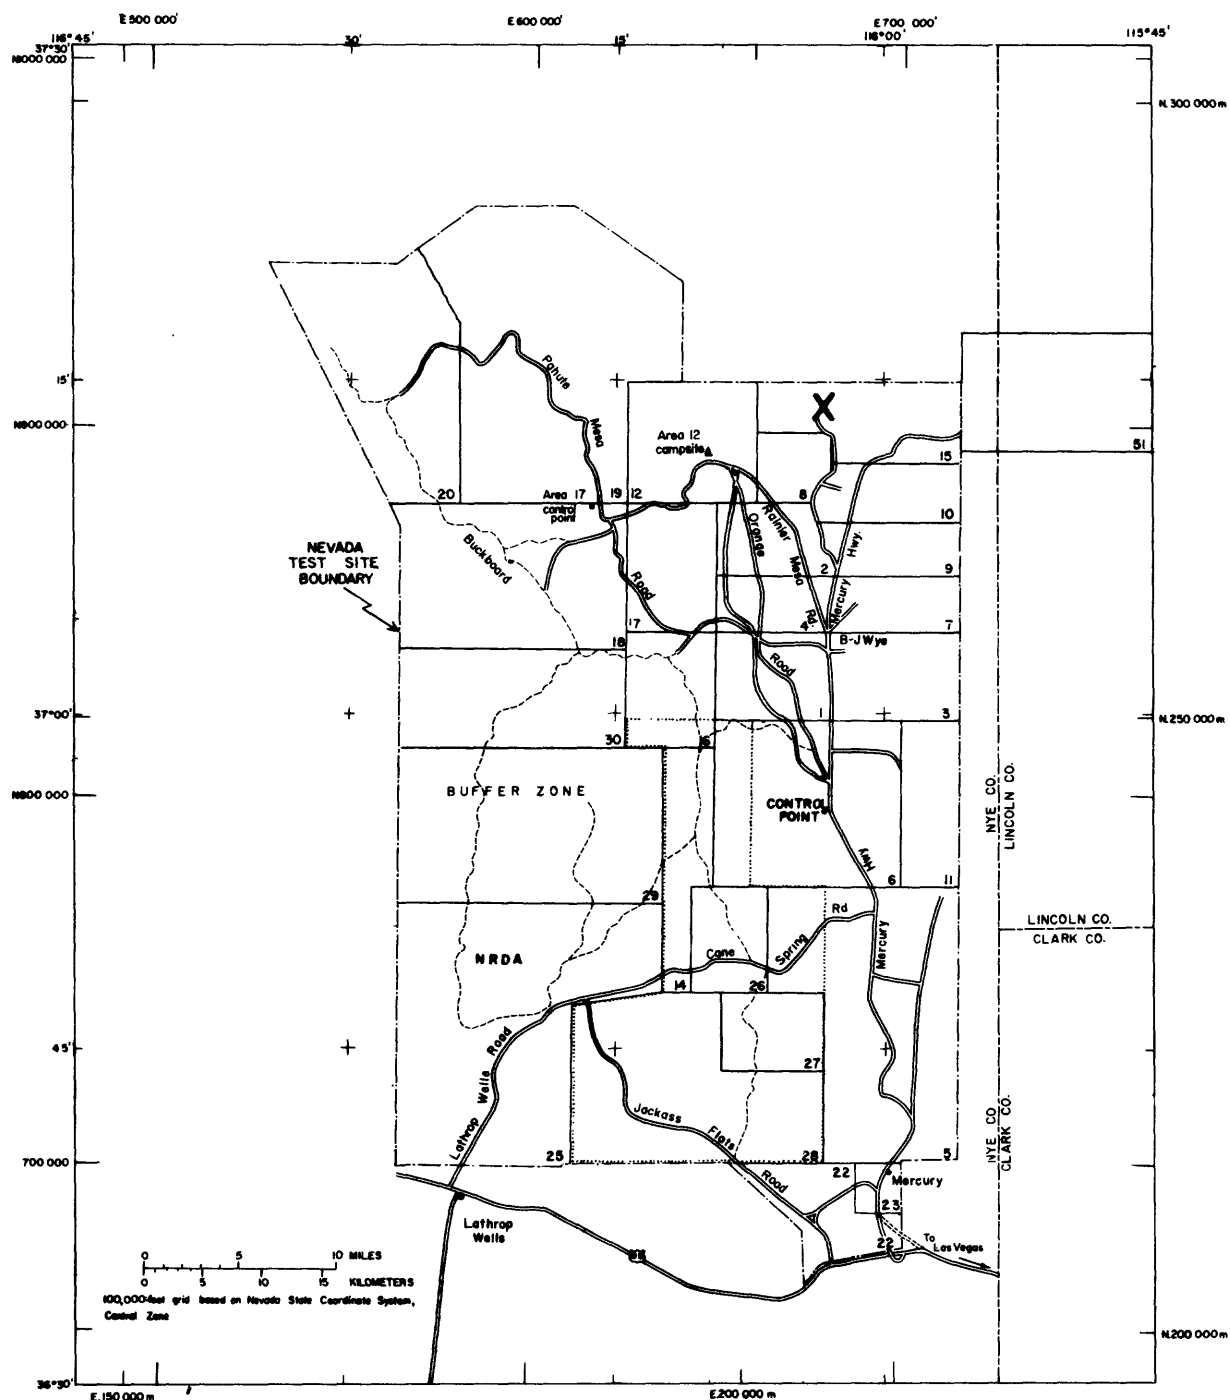 E 500 000'
E 600 000'
E 700 000'
116°45'
30'
15'
116°00'
115°45'
37°30'
N.300 000 m
15'
N800 000
X
Pahute
Mesa
Area 12
campsite
51
15
20
Area 17
control
point
19
12
8
Rainier
Mesa
Rd.
Orange
Road
10
Hwy.
Mercury
2
9
NEVADA
TEST SITE
BOUNDARY
Buckboard
Road
17
4
7
B-J Wye
18
37°00'
1
3
N.250 000 m
30
16
BUFFER ZONE
CONTROL
POINT
NYE CO.
LINCOLN CO.
Hwy
6
11
29
Rd
LINCOLN CO.
CLARK CO.
NRDA
Cane
Spring
Mercury
14
26
45'
27
Lathrop
Wells
Road
Jackass
Flats
Road
NYE CO
CLARK CO.
700 000
25
28
5
22
Mercury
23
Lathrop
Wells
22
To
Las Vegas
0 5 10 MILES
0 5 10 15 KILOMETERS
100,000-foot grid based on Nevada State Coordinate System,
Central Zone
N.200 000 m
36°30'
E.150 000 m
E200 000 m